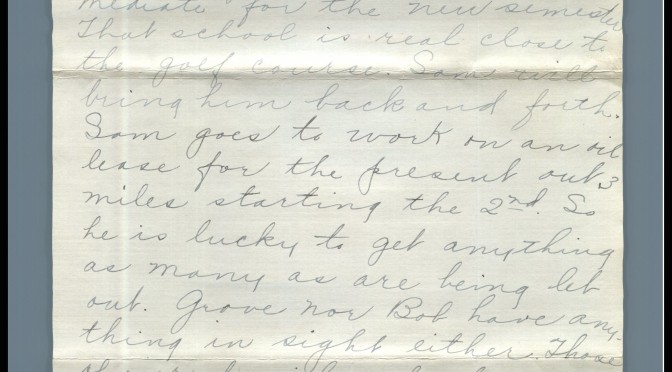 mediate for the new semester
That school is real close to
the golf course. Sam will
bring him back and forth.
Sam goes to work on an oil
lease for the present out 3
miles starting the 2nd. So
he is lucky to get anything
as many as are being let
out. Grove nor Bob have any-
thing in sight either. Those